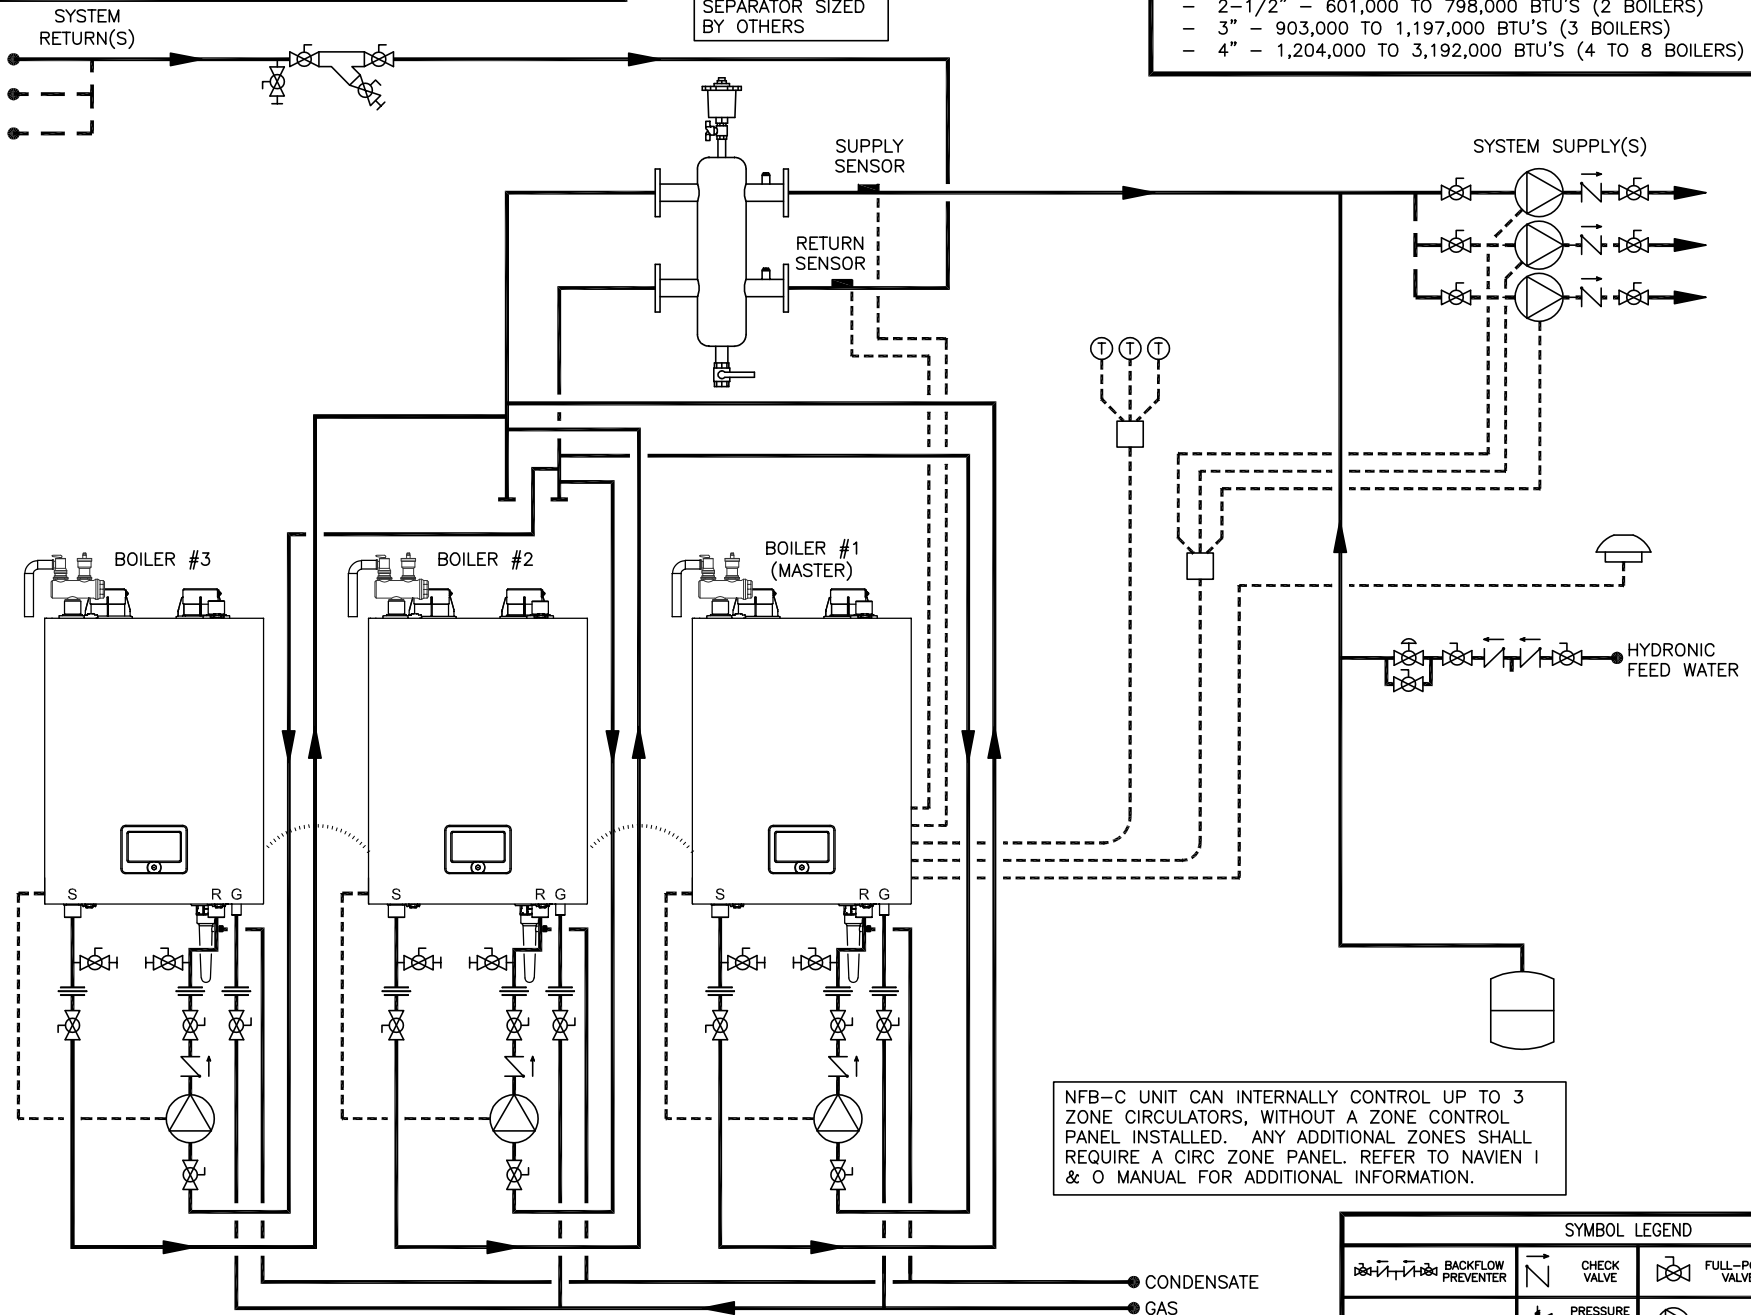 SYSTEM
RETURN(S)
SEPARATOR SIZED
BY OTHERS
- 2-1/2" - 601,000 TO 798,000 BTU'S (2 BOILERS)
- 3" - 903,000 TO 1,197,000 BTU'S (3 BOILERS)
- 4" - 1,204,000 TO 3,192,000 BTU'S (4 TO 8 BOILERS)
SUPPLY
SENSOR
SYSTEM SUPPLY(S)
RETURN
SENSOR
T T T
BOILER #3
BOILER #2
BOILER #1
(MASTER)
HYDRONIC
FEED WATER
S R G
S R G
S R G
NFB-C UNIT CAN INTERNALLY CONTROL UP TO 3
ZONE CIRCULATORS, WITHOUT A ZONE CONTROL
PANEL INSTALLED. ANY ADDITIONAL ZONES SHALL
REQUIRE A CIRC ZONE PANEL. REFER TO NAVIEN I
& O MANUAL FOR ADDITIONAL INFORMATION.
CONDENSATE
GAS
SYMBOL LEGEND
BACKFLOW
PREVENTER
CHECK
VALVE
FULL-PO
VALVE
PRESSURE